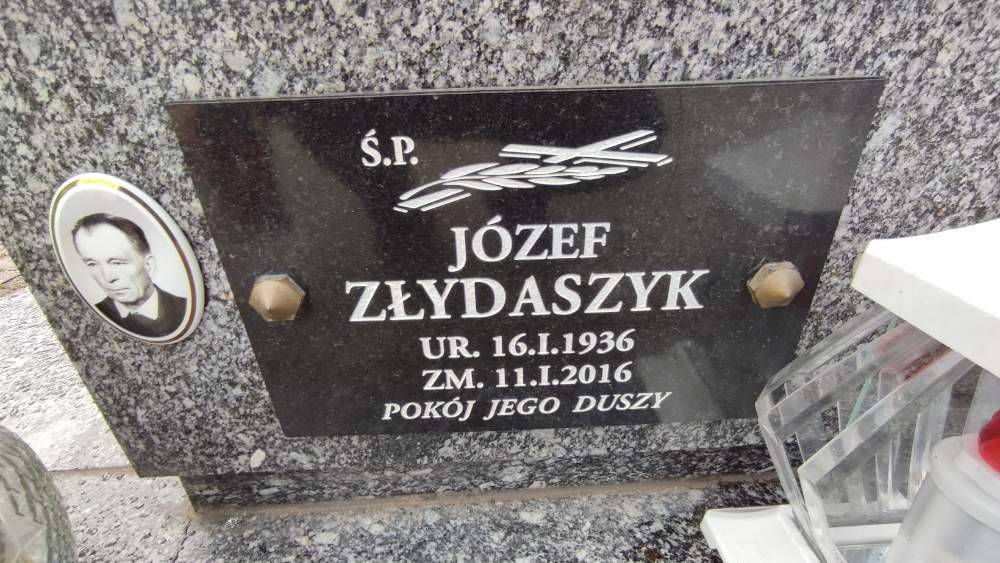 Ś.P.
JÓZEF
ZŁYDASZYK
UR. 16.I.1936
ZM. 11.I.2016
POKÓJ JEGO DUSZY